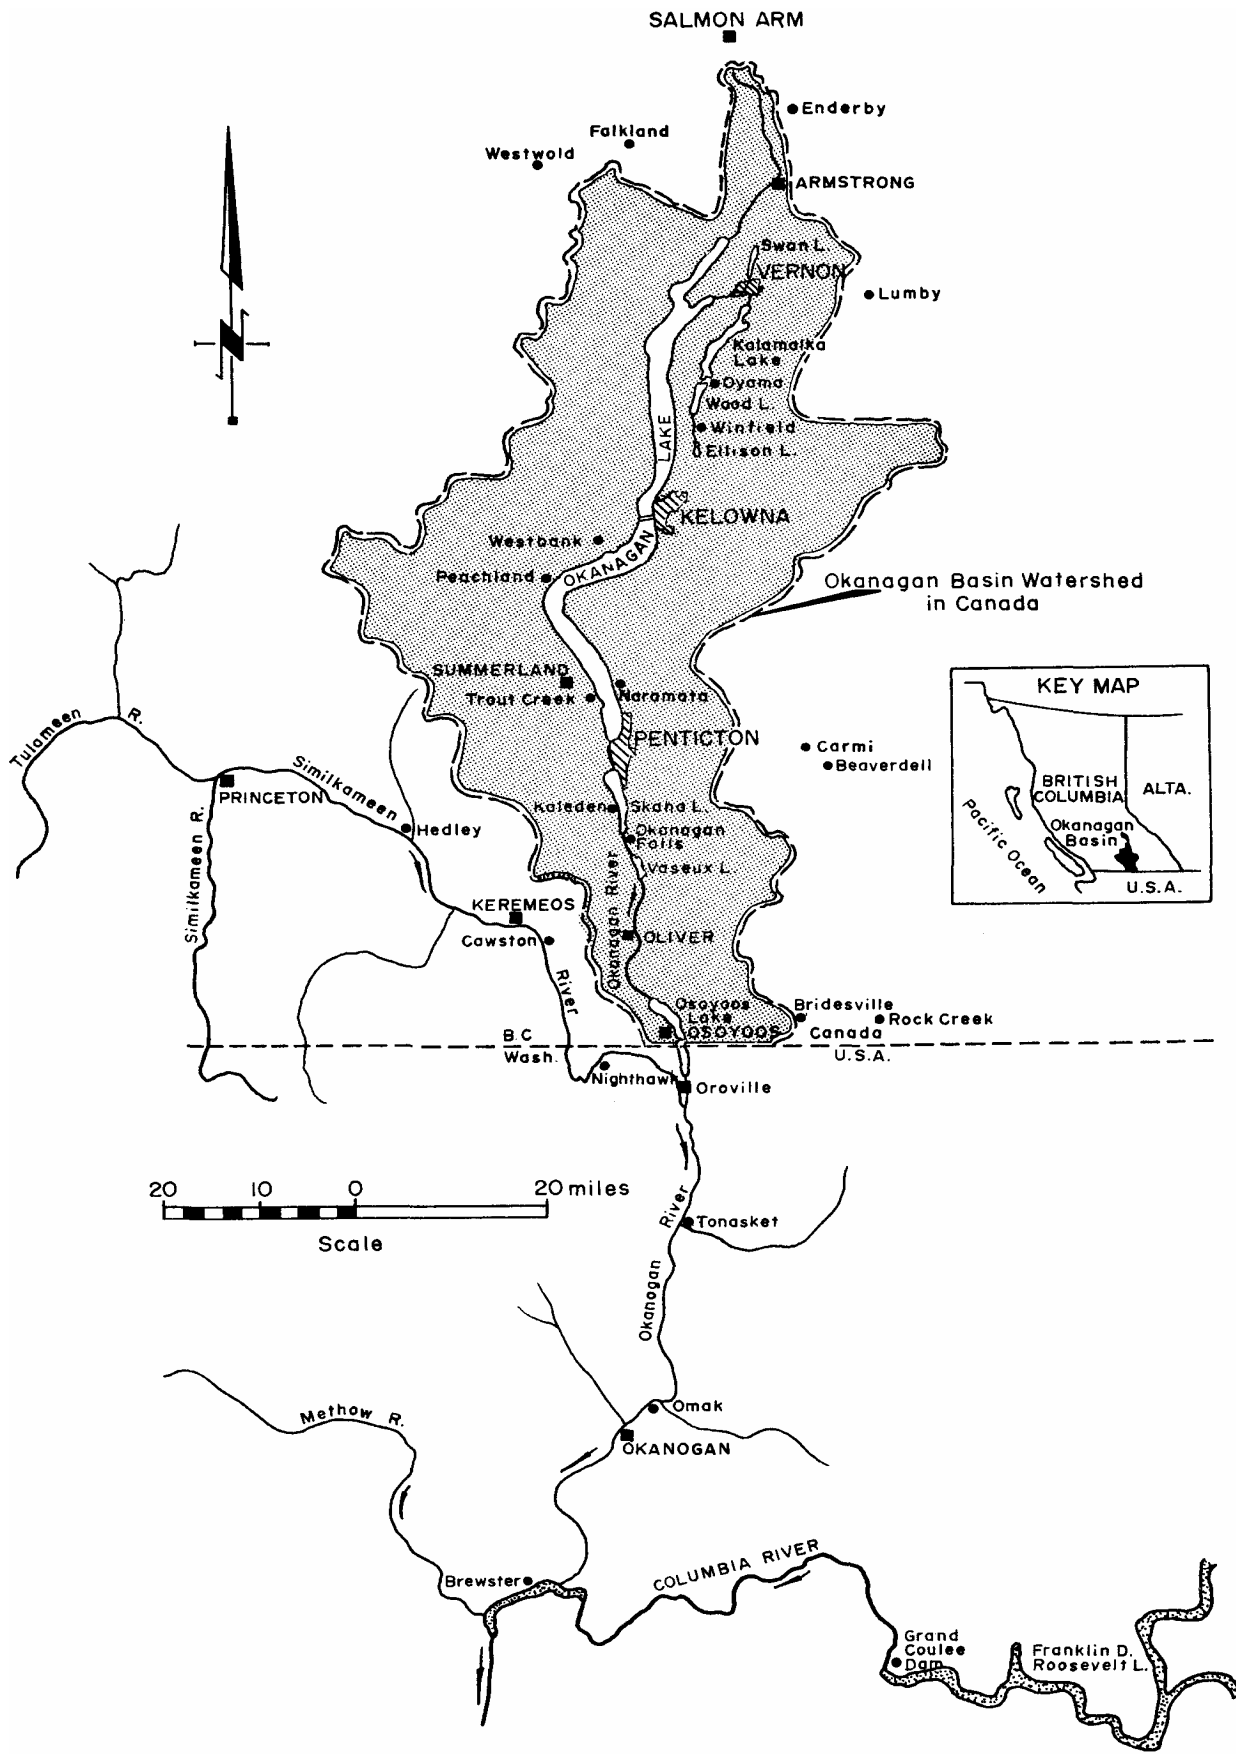 SALMON ARM
Enderby
Falkland
Westwold
ARMSTRONG
Swan L.
VERNON
Lumby
Kalamalka
Lake
Oyama
Wood L.
Winfield
Ellison L.
LAKE
KELOWNA
Westbank
OKANAGAN
Peachland
Okanagan Basin Watershed
in Canada
SUMMERLAND
Trout Creek
Naramata
PENTICTON
Carmi
Beaverdell
KEY MAP
BRITISH
COLUMBIA
ALTA.
Pacific Ocean
Okanagan
Basin
U.S.A.
Tulameen R.
PRINCETON
Similkameen
Hedley
Similkameen R.
Kaleden
Skaha L.
Okanagan
Falls
Vaseux L.
Okanagan River
KEREMEOS
Cawston
River
OLIVER
Osoyoos
Lake
OSOYOOS
Bridesville
Rock Creek
Canada
U.S.A.
B.C
Wash.
Nighthawk
Oroville
N
20 10 0 20 miles
Scale
River
Tonasket
Okanogan
Omak
OKANOGAN
Methow R.
Brewster
COLUMBIA RIVER
Grand
Coulee
Dam
Franklin D.
Roosevelt L.